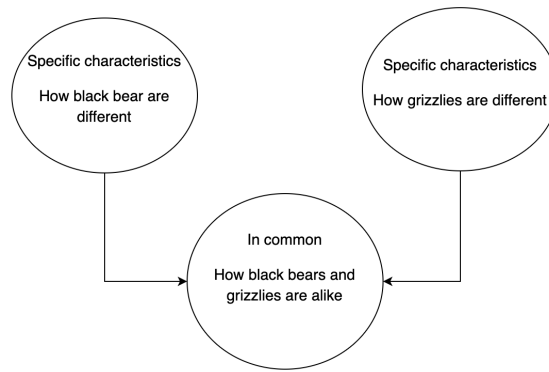 Specific characteristics
How black bear are
different
Specific characteristics
How grizzlies are different
In common
How black bears and
grizzlies are alike